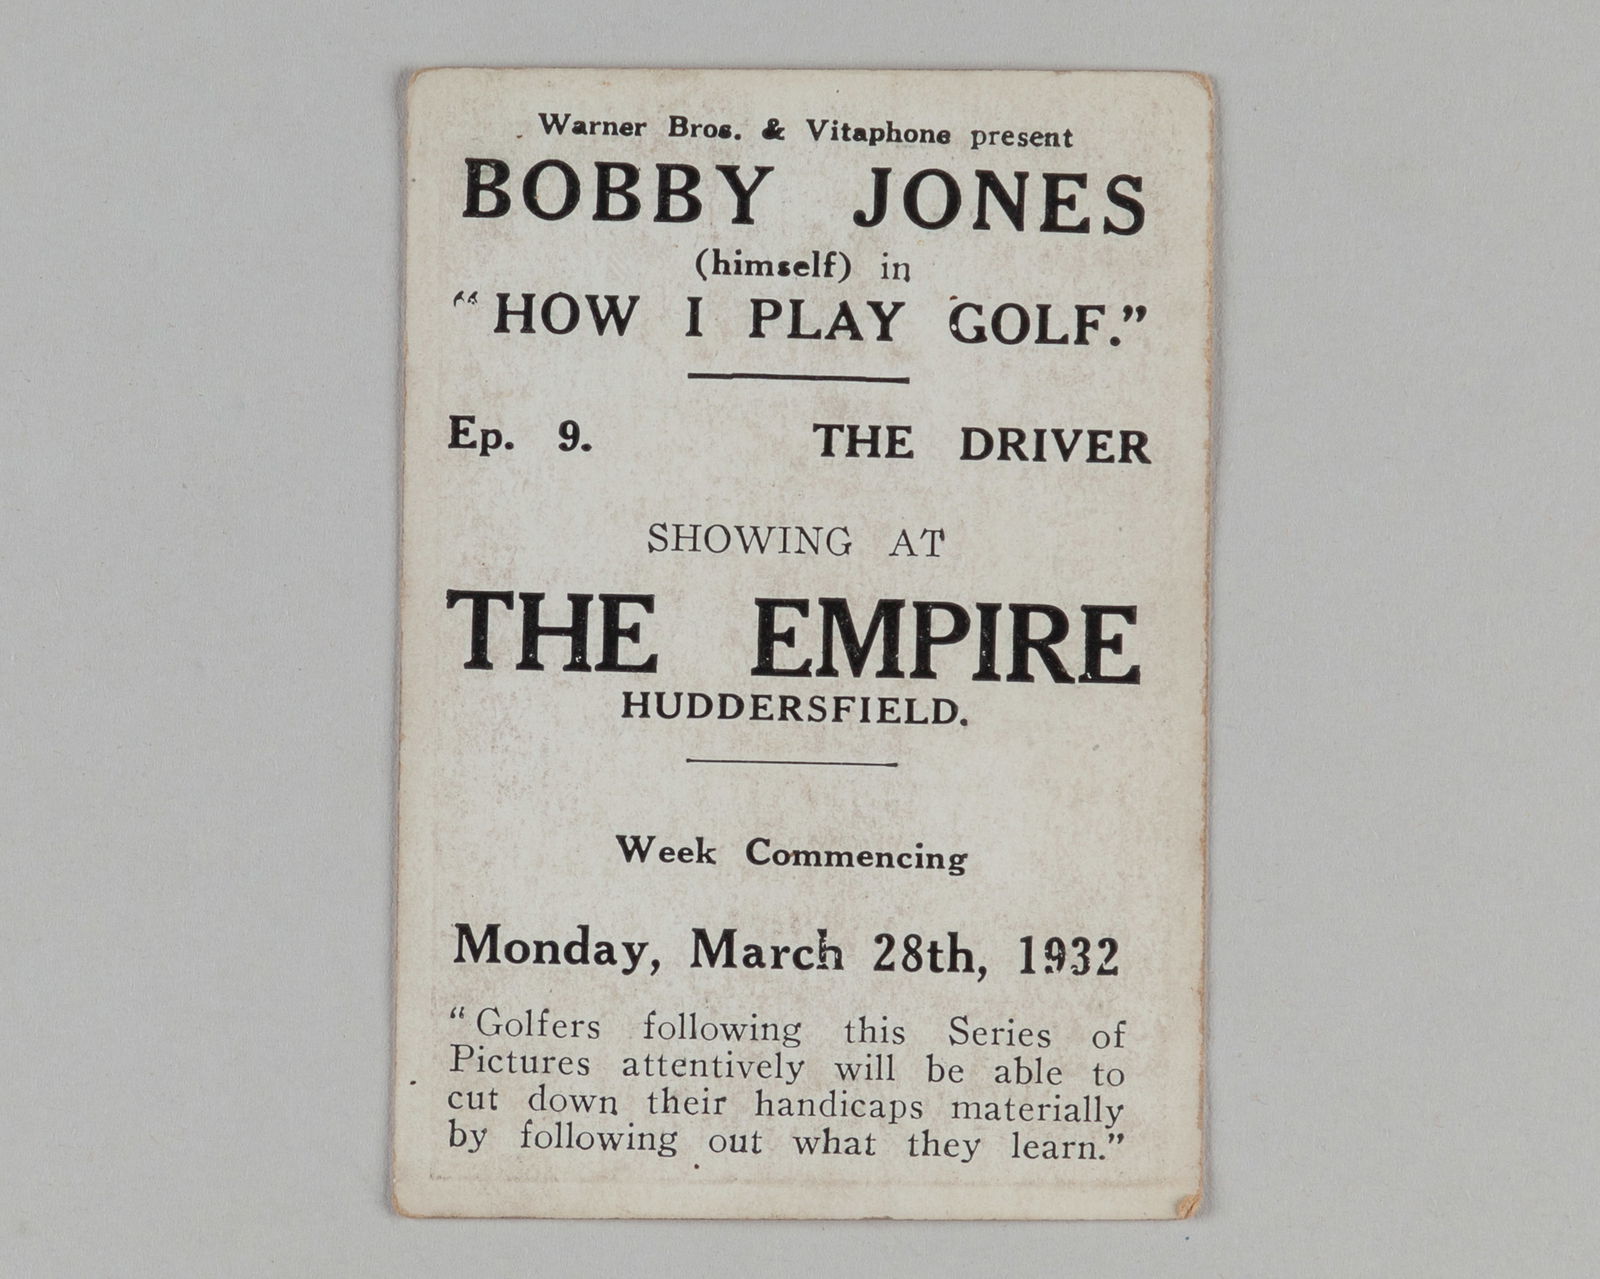 Warner Bros. & Vitaphone present
BOBBY JONES
(himself) in
“HOW I PLAY GOLF.”
Ep. 9. THE DRIVER
SHOWING AT
THE EMPIRE
HUDDERSFIELD.
Week Commencing
Monday, March 28th, 1932
“Golfers following this Series of
Pictures attentively will be able to
cut down their handicaps materially
by following out what they learn.”